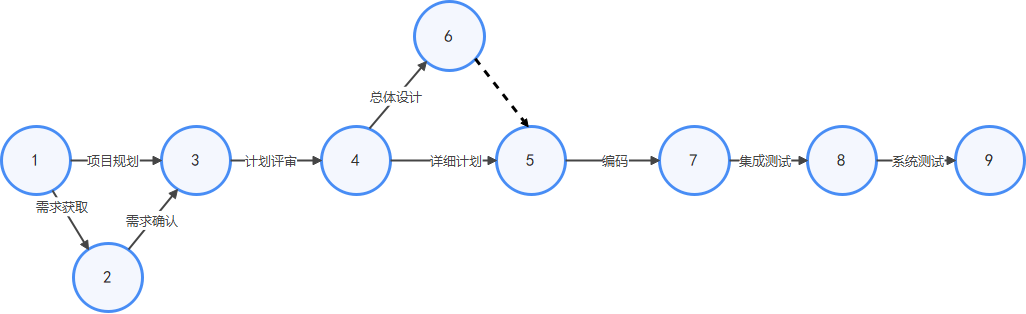 6
总体设计
1
项目规划
3
计划评审
4
详细计划
5
编码
7
集成测试
8
系统测试
9
需求获取
需求确认
2